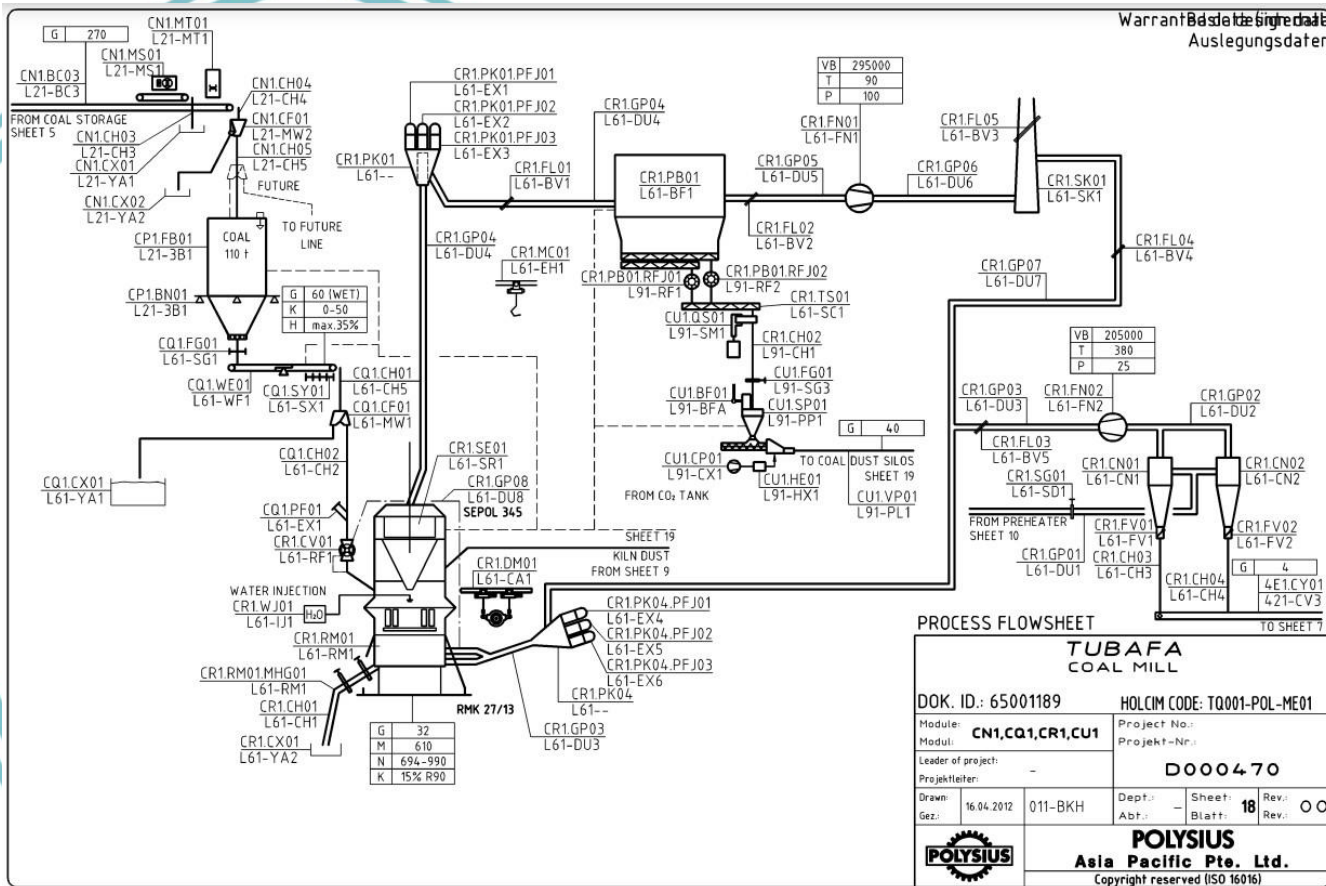 Auslegungsdaten
G 270
CN1.MT01
L21-MT1
CN1.MS01
L21-MS1
CN1.BC03
L21-BC3
FROM COAL STORAGE
SHEET 5
CN1.CH03
L21-CH3
CN1.CX01
L21-YA1
CN1.CX02
L21-YA2
CN1.CH04
L21-CH4
CN1.CF01
L21-MW2
CN1.CH05
L21-CH5
FUTURE
TO FUTURE
LINE
CP1.FB01
L21-3B1
COAL
110 t
CP1.BN01
L21-3B1
G 60 (WET)
K 0-50
H max.35%
CQ1.FG01
L61-SG1
CQ1.WE01
L61-WF1
CQ1.SY01
L61-SX1
CR1.CH01
L61-CH5
CQ1.CF01
L61-MW1
CQ1.CH02
L61-CH2
CQ1.CX01
L61-YA1
CQ1.PF01
L61-EX1
CR1.CV01
L61-RF1
WATER INJECTION
CR1.WJ01
L61-IJ1
H₂O
CR1.RM01
L61-RM1
CR1.RM01.MHG01
L61-RM1
CR1.CH01
L61-CH1
CR1.CX01
L61-YA2
CR1.PK01.PFJ01
L61-EX1
CR1.PK01.PFJ02
L61-EX2
CR1.PK01.PFJ03
L61-EX3
CR1.PK01
L61--
CR1.FL01
L61-BV1
CR1.GP04
L61-DU4
CR1.GP04
L61-DU4
CR1.MC01
L61-EH1
CR1.SE01
L61-SR1
CR1.GP08
L61-DU8
SEPOL 345
SHEET 19
KILN DUST
FROM SHEET 9
CR1.DM01
L61-CA1
CR1.PK04.PFJ01
L61-EX4
CR1.PK04.PFJ02
L61-EX5
CR1.PK04.PFJ03
L61-EX6
CR1.PK04
L61--
CR1.GP03
L61-DU3
RMK 27/13
G 32
M 610
N 694-990
K 15% R90
CR1.PB01
L61-BF1
CR1.PB01.RFJ01
L91-RF1
CR1.PB01.RFJ02
L91-RF2
CR1.TS01
L61-SC1
CU1.QS01
L91-SM1
CR1.CH02
L91-CH1
CU1.FG01
L91-SG3
CU1.BF01
L91-BFA
CU1.SP01
L91-PP1
G 40
TO COAL DUST SILOS
SHEET 19
CU1.CP01
L91-CX1
FROM CO₂ TANK
CU1.HE01
L91-HX1
CU1.VP01
L91-PL1
VB 295000
T 90
P 100
CR1.FN01
L61-FN1
CR1.GP05
L61-DU5
CR1.FL02
L61-BV2
CR1.GP06
L61-DU6
CR1.FL05
L61-BV3
CR1.SK01
L61-SK1
CR1.FL04
L61-BV4
CR1.GP07
L61-DU7
VB 205000
T 380
P 25
CR1.GP03
L61-DU3
CR1.FN02
L61-FN2
CR1.GP02
L61-DU2
CR1.FL03
L61-BV5
CR1.SG01
L61-SD1
CR1.CN01
L61-CN1
CR1.CN02
L61-CN2
FROM PREHEATER
SHEET 10
CR1.GP01
L61-DU1
CR1.FV01
L61-FV1
CR1.CH03
L61-CH3
CR1.FV02
L61-FV2
CR1.CH04
L61-CH4
G 4
4E1.CY01
421-CV3
TO SHEET 7
PROCESS FLOWSHEET
TUBAFA
COAL MILL
DOK. ID.: 65001189 HOLCIM CODE: TQ001-POL-ME01
Module: CN1,CQ1,CR1,CU1 Project No.:
Modul: Projekt-Nr.:
Leader of project: - D000470
Projektleiter:
Drawn: 16.04.2012 011-BKH Dept.: - Sheet: 18 Rev.: 00
Gez.: Abt.: Blatt: Rev.:
POLYSIUS
POLYSIUS
Asia Pacific Pte. Ltd.
Copyright reserved (ISO 16016)